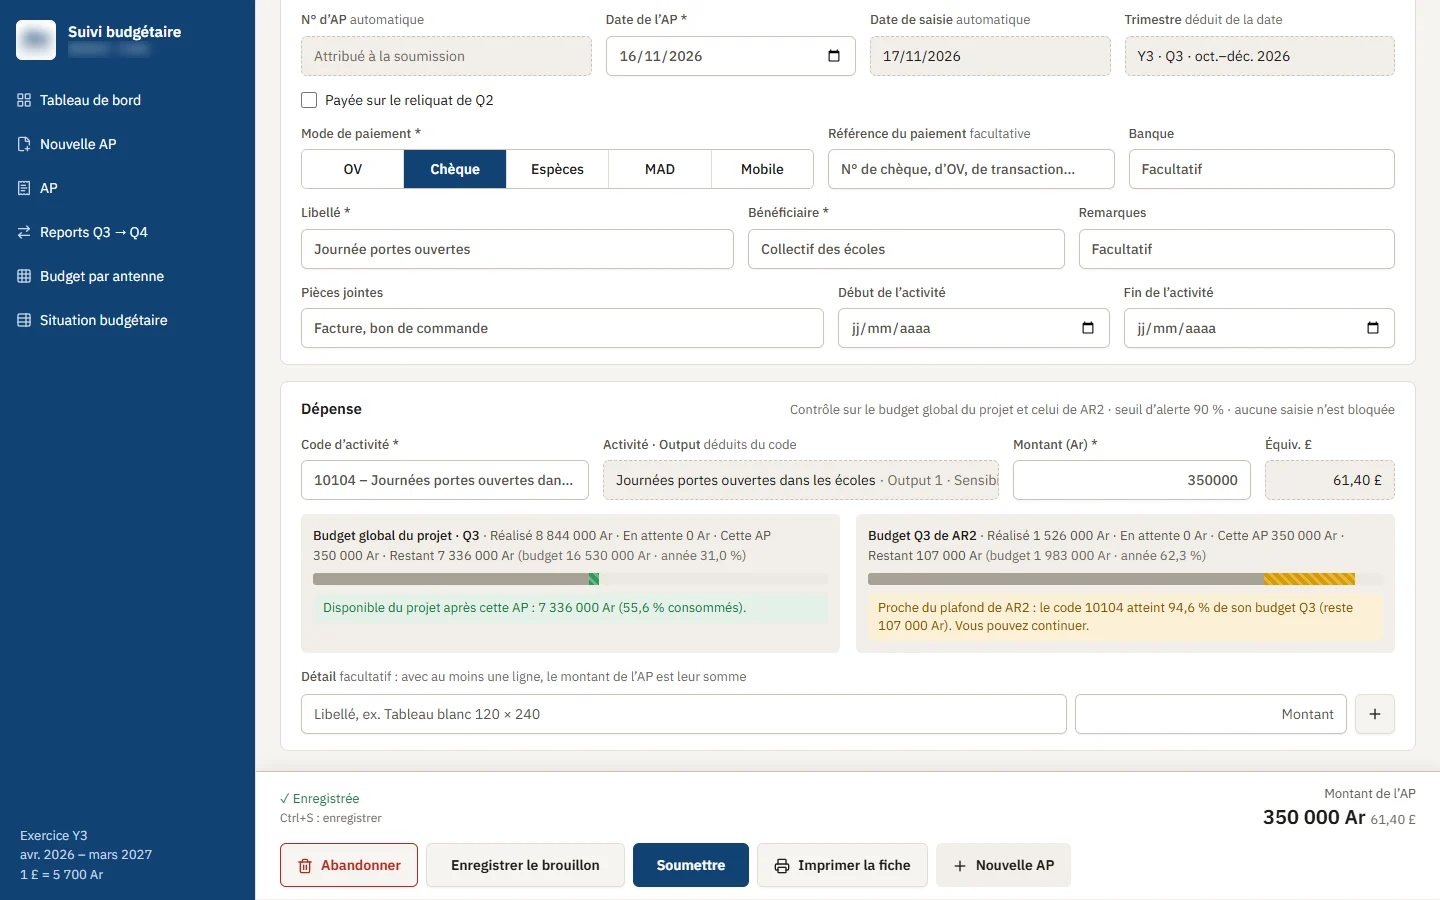 Suivi budgétaire
Tableau de bord
Nouvelle AP
AP
Reports Q3 → Q4
Budget par antenne
Situation budgétaire
Exercice Y3
avr. 2026 – mars 2027
1 £ = 5 700 Ar
N° d’AP automatique
Date de l’AP *
Date de saisie automatique
Trimestre déduit de la date
Attribué à la soumission
16/11/2026
17/11/2026
Y3 · Q3 · oct.–déc. 2026
Payée sur le reliquat de Q2
Mode de paiement *
Référence du paiement facultative
Banque
OV
Chèque
Espèces
MAD
Mobile
N° de chèque, d’OV, de transaction...
Facultatif
Libellé *
Bénéficiaire *
Remarques
Journée portes ouvertes
Collectif des écoles
Facultatif
Pièces jointes
Début de l’activité
Fin de l’activité
Facture, bon de commande
jj/mm/aaaa
jj/mm/aaaa
Dépense
Contrôle sur le budget global du projet et celui de AR2 · seuil d’alerte 90 % · aucune saisie n’est bloquée
Code d’activité *
Activité · Output déduits du code
Montant (Ar) *
Équiv. £
10104 – Journées portes ouvertes dan...
Journées portes ouvertes dans les écoles · Output 1 · Sensibi
350000
61,40 £
Budget global du projet · Q3 · Réalisé 8 844 000 Ar · En attente 0 Ar · Cette AP
350 000 Ar · Restant 7 336 000 Ar (budget 16 530 000 Ar · année 31,0 %)
Disponible du projet après cette AP : 7 336 000 Ar (55,6 % consommés).
Budget Q3 de AR2 · Réalisé 1 526 000 Ar · En attente 0 Ar · Cette AP 350 000 Ar ·
Restant 107 000 Ar (budget 1 983 000 Ar · année 62,3 %)
Proche du plafond de AR2 : le code 10104 atteint 94,6 % de son budget Q3 (reste
107 000 Ar). Vous pouvez continuer.
Détail facultatif : avec au moins une ligne, le montant de l’AP est leur somme
Libellé, ex. Tableau blanc 120 × 240
Montant
+
✓ Enregistrée
Ctrl+S : enregistrer
Montant de l’AP
350 000 Ar 61,40 £
Abandonner
Enregistrer le brouillon
Soumettre
Imprimer la fiche
+ Nouvelle AP